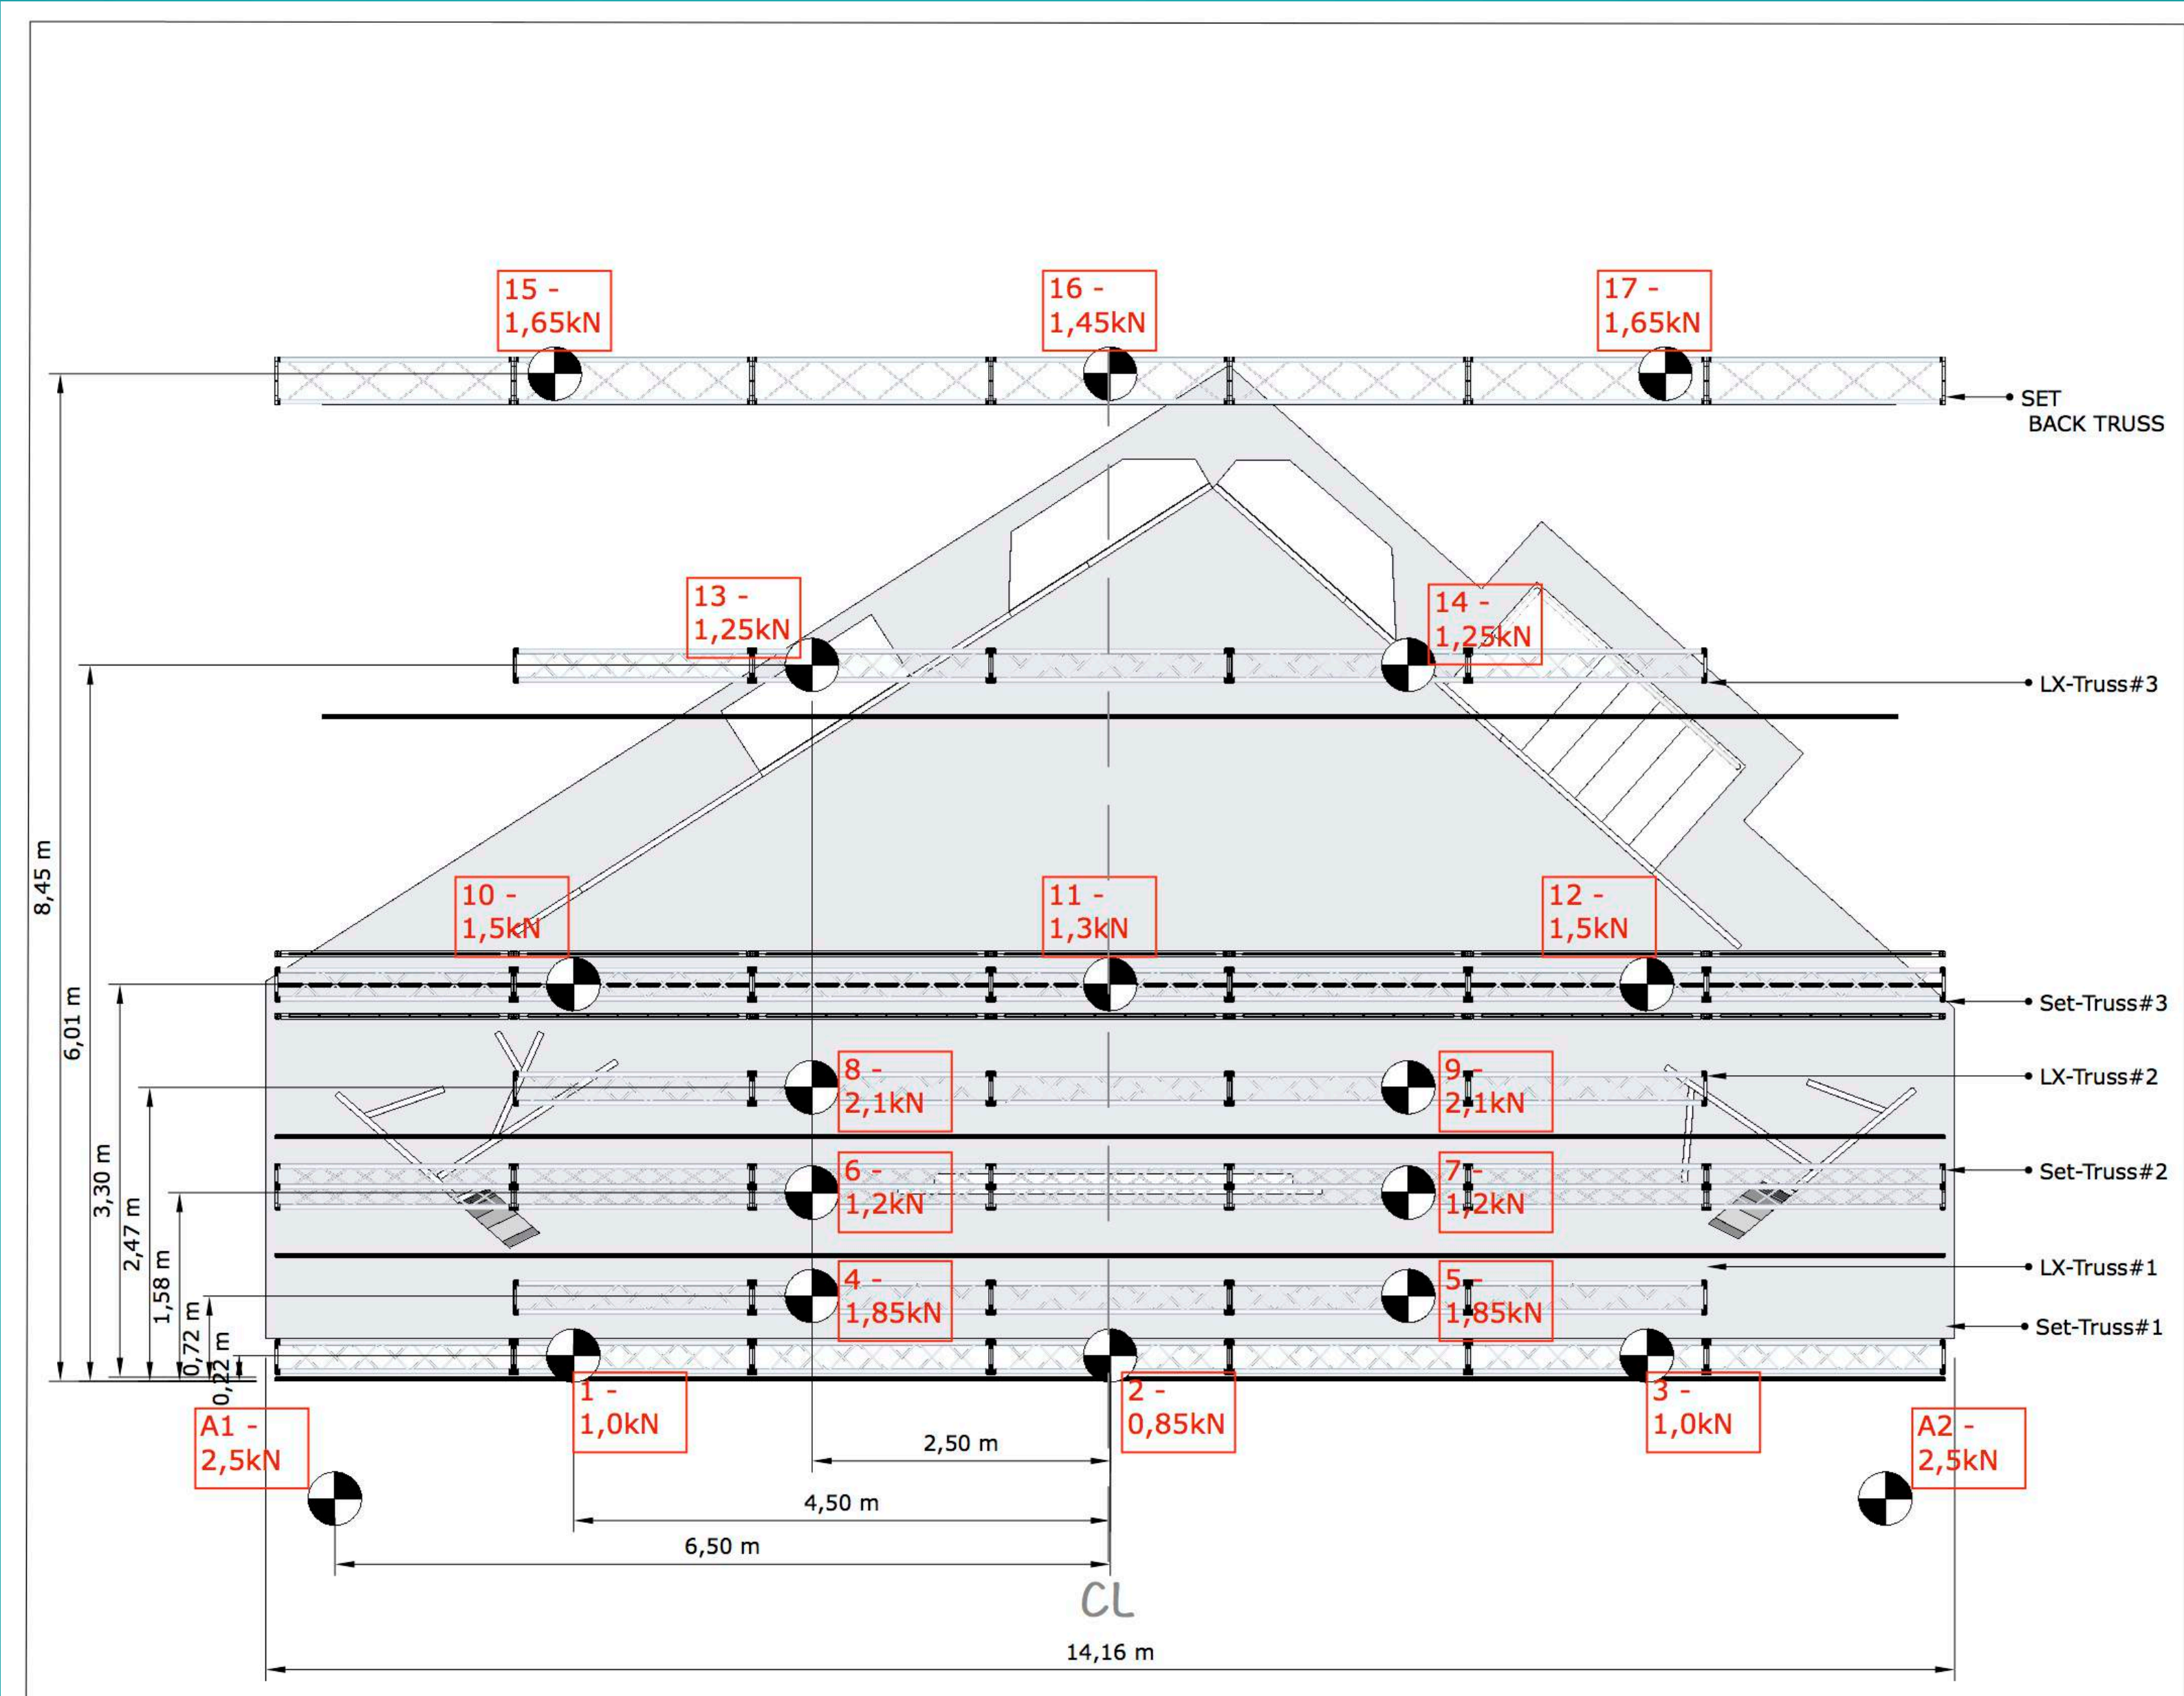 15 -
1,65kN
16 -
1,45kN
17 -
1,65kN
SET
BACK TRUSS
13 -
1,25kN
14 -
1,25kN
LX-Truss#3
8,45 m
6,01 m
10 -
1,5kN
11 -
1,3kN
12 -
1,5kN
Set-Truss#3
3,30 m
8 -
2,1kN
9 -
2,1kN
LX-Truss#2
2,47 m
6 -
1,2kN
7 -
1,2kN
Set-Truss#2
1,58 m
4 -
1,85kN
5 -
1,85kN
LX-Truss#1
0,72 m
0,22 m
Set-Truss#1
1 -
1,0kN
2 -
0,85kN
3 -
1,0kN
A1 -
2,5kN
A2 -
2,5kN
2,50 m
4,50 m
6,50 m
CL
14,16 m